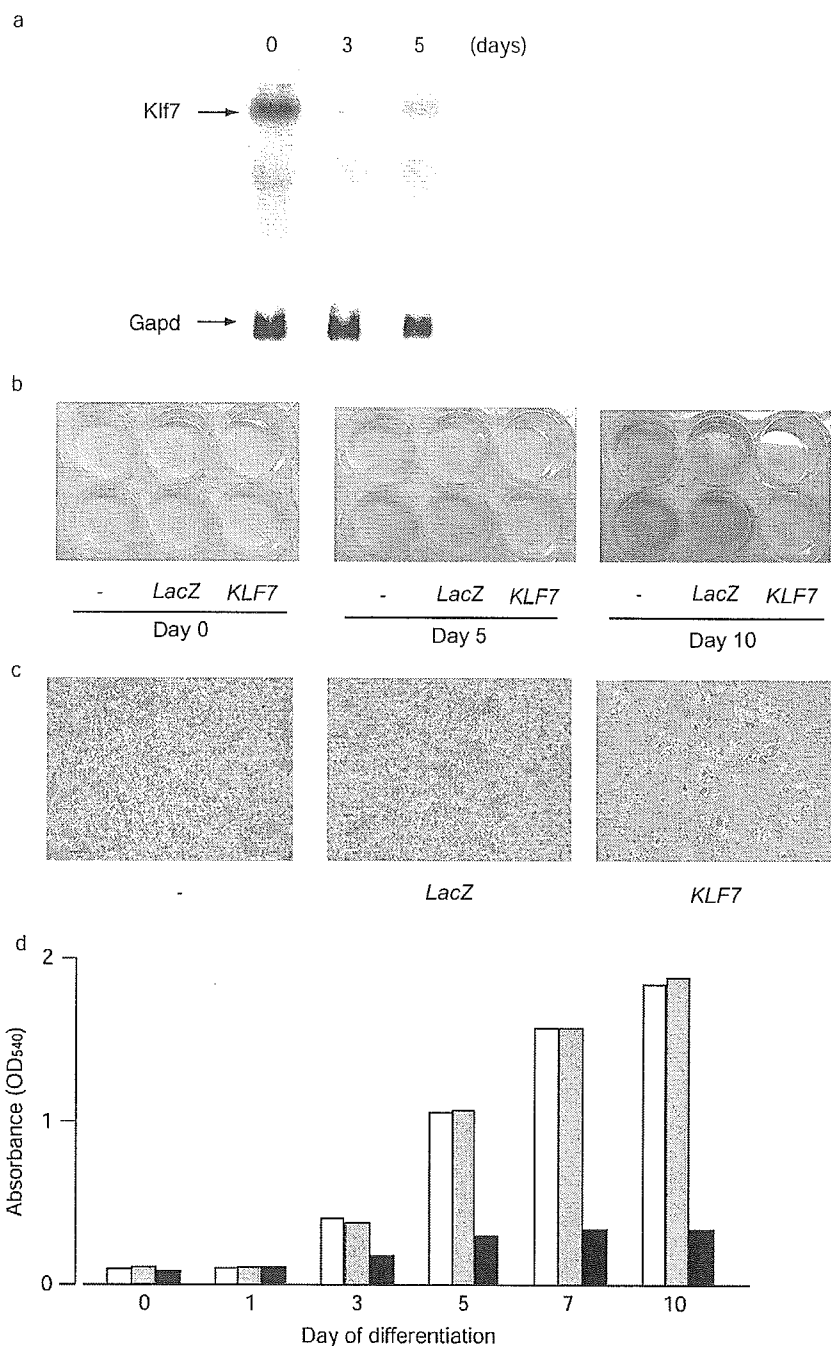 a
0 3 5 (days)
Klf7
Gapd
b
- LacZ KLF7
Day 0
- LacZ KLF7
Day 5
- LacZ KLF7
Day 10
c
- LacZ KLF7
d
2
1
0
Absorbance (OD540)
0 1 3 5 7 10
Day of differentiation